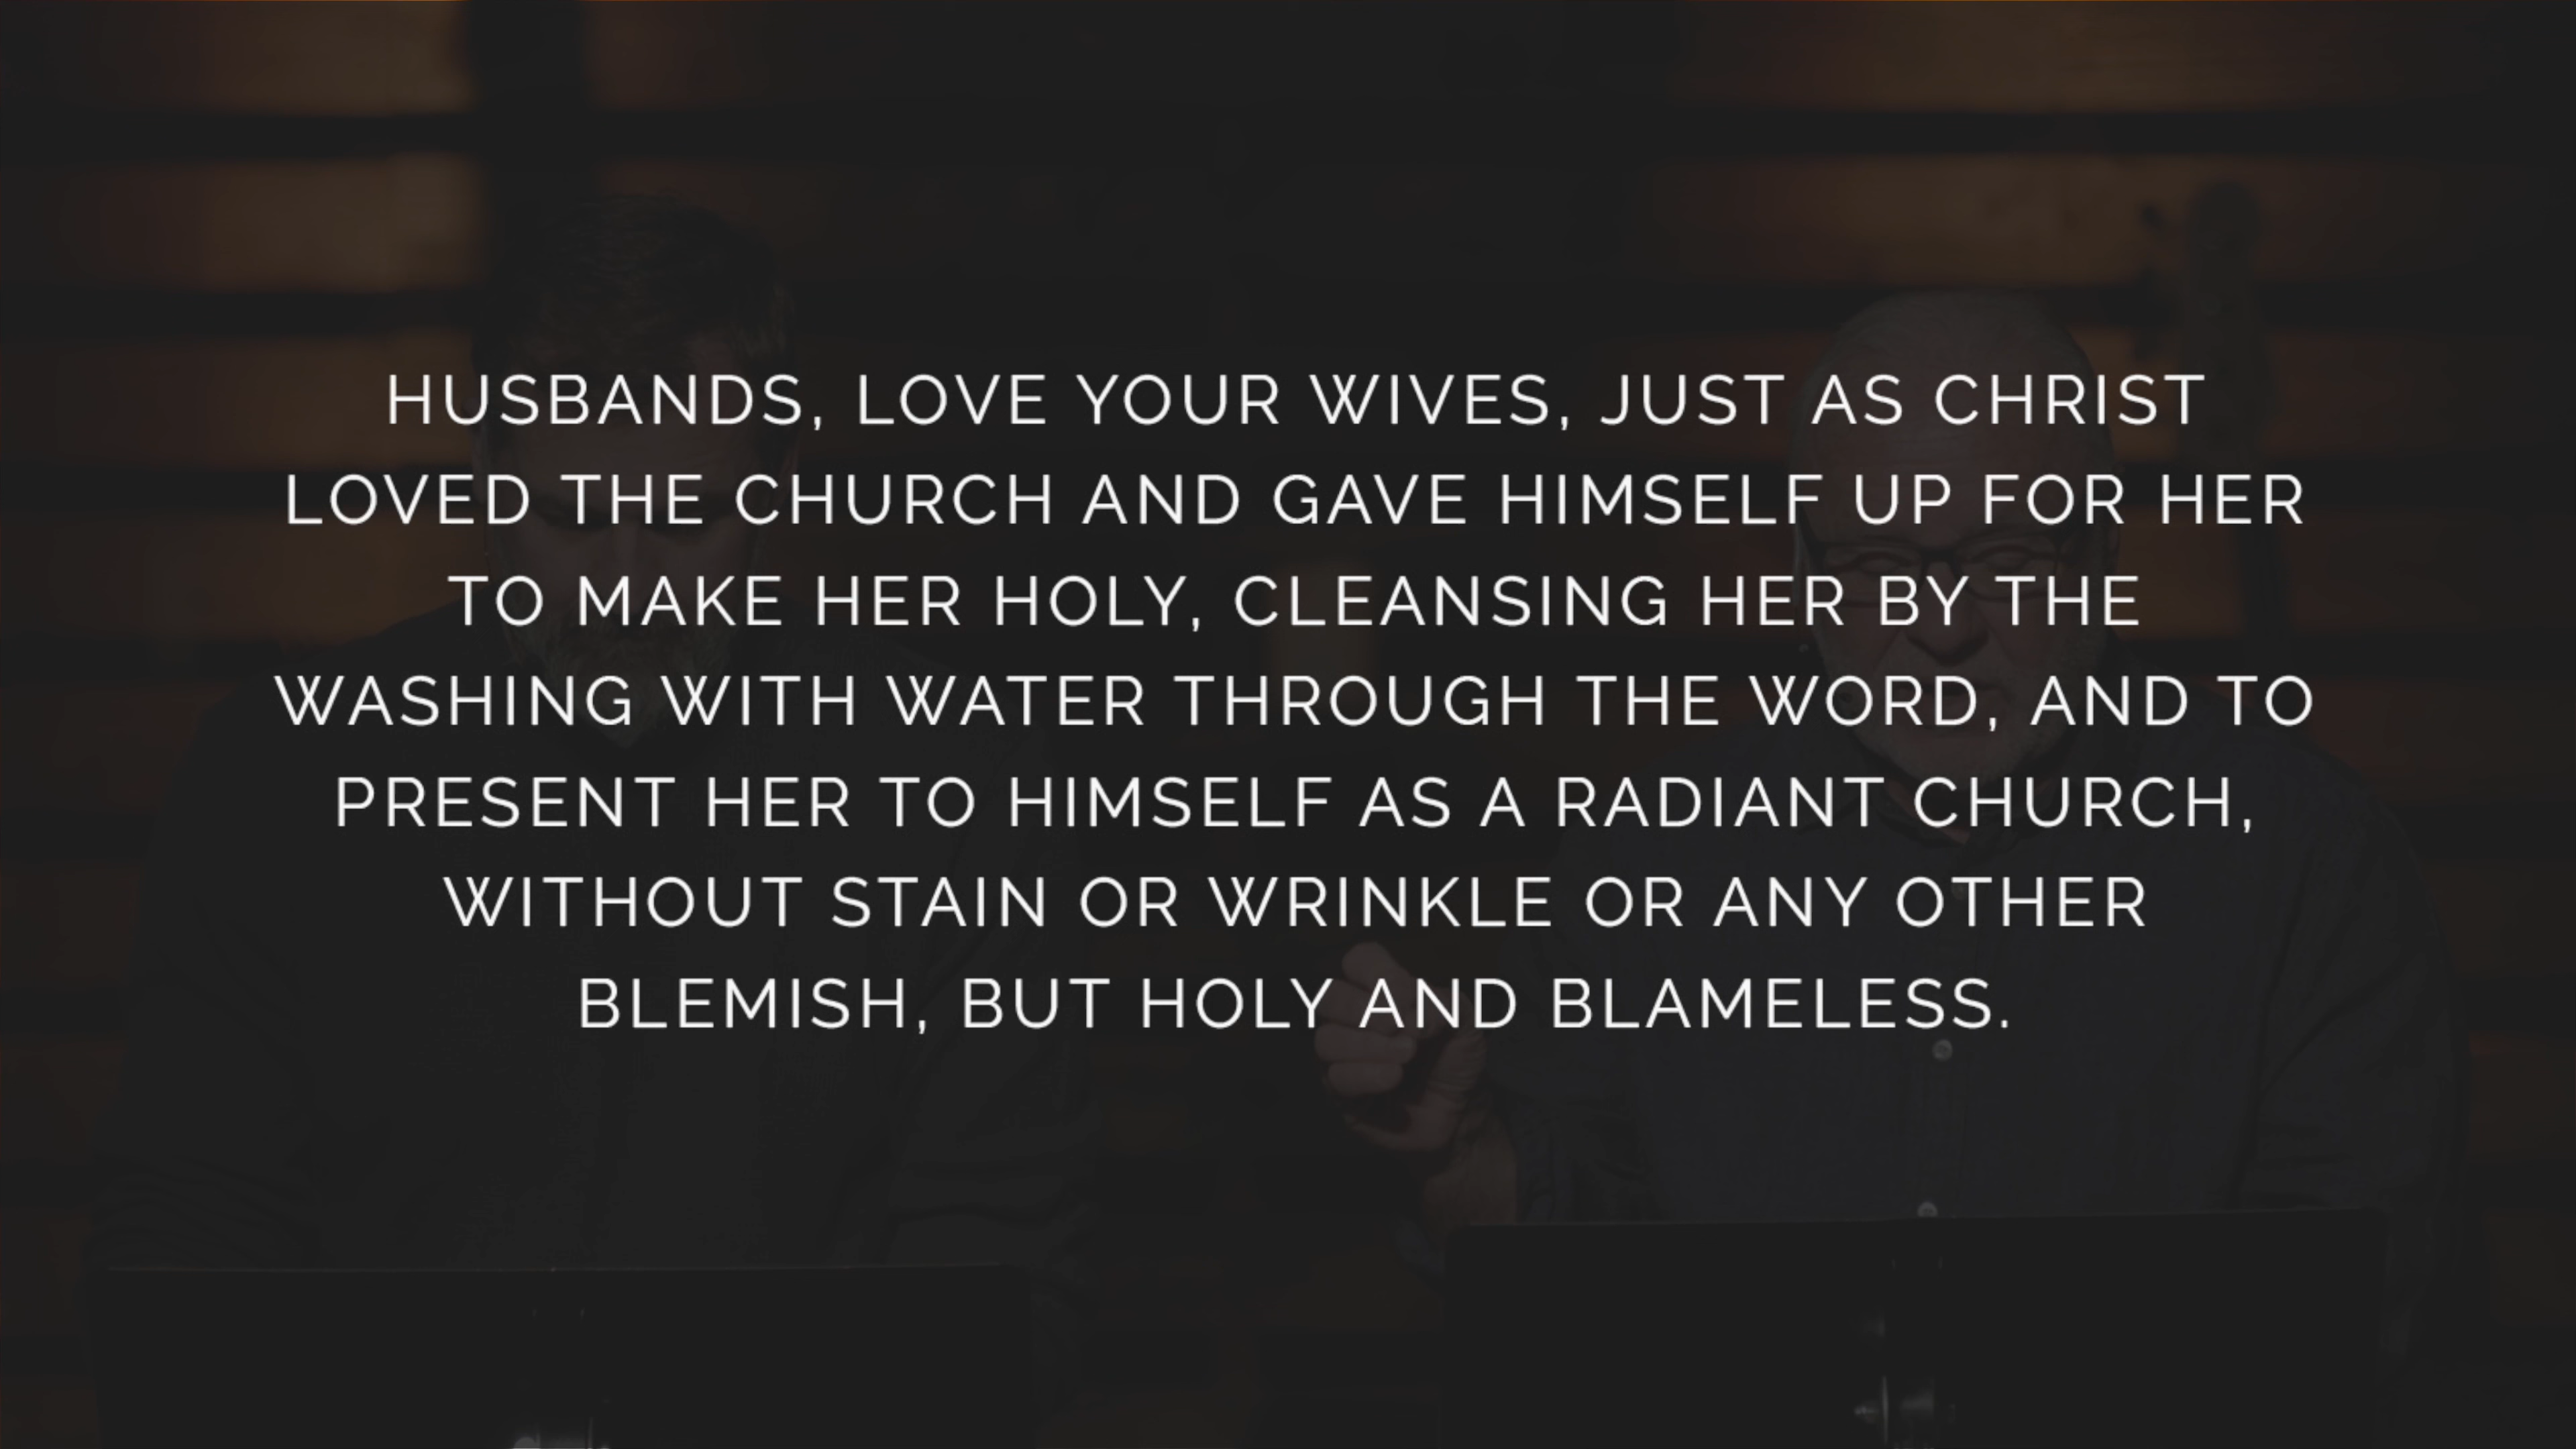 HUSBANDS, LOVE YOUR WIVES, JUST AS CHRIST
LOVED THE CHURCH AND GAVE HIMSELF UP FOR HER
TO MAKE HER HOLY, CLEANSING HER BY THE
WASHING WITH WATER THROUGH THE WORD, AND TO
PRESENT HER TO HIMSELF AS A RADIANT CHURCH,
WITHOUT STAIN OR WRINKLE OR ANY OTHER
BLEMISH, BUT HOLY AND BLAMELESS.